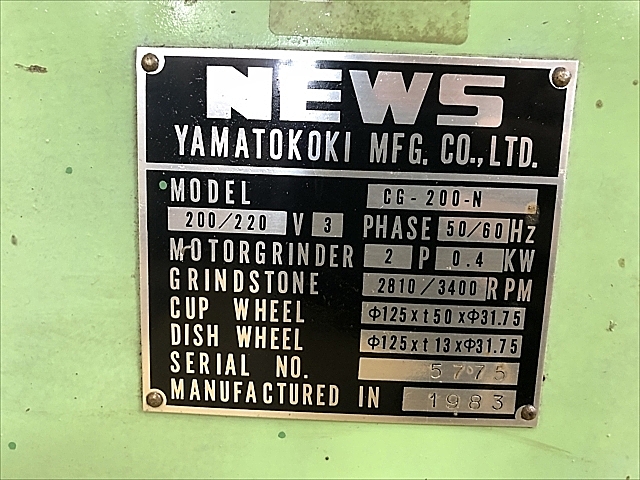 NEWS
YAMATOKOKI MFG. CO., LTD.
MODEL CG-200-N
200/220 V 3 PHASE 50/60 Hz
MOTORGRINDER 2 P 0.4 KW
GRINDSTONE 2810/3400 RPM
CUP WHEEL Φ125xt50xΦ31.75
DISH WHEEL Φ125xt13xΦ31.75
SERIAL NO. 5775
MANUFACTURED IN 1983